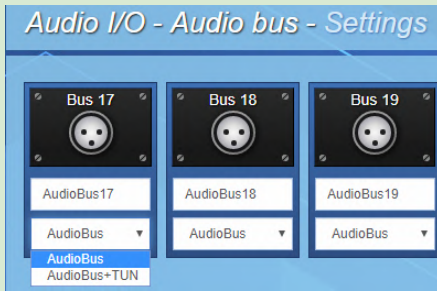 Audio I/O - Audio bus - Settings
Bus 17 Bus 18 Bus 19
AudioBus17 AudioBus18 AudioBus19
AudioBus AudioBus AudioBus
AudioBus
AudioBus+TUN